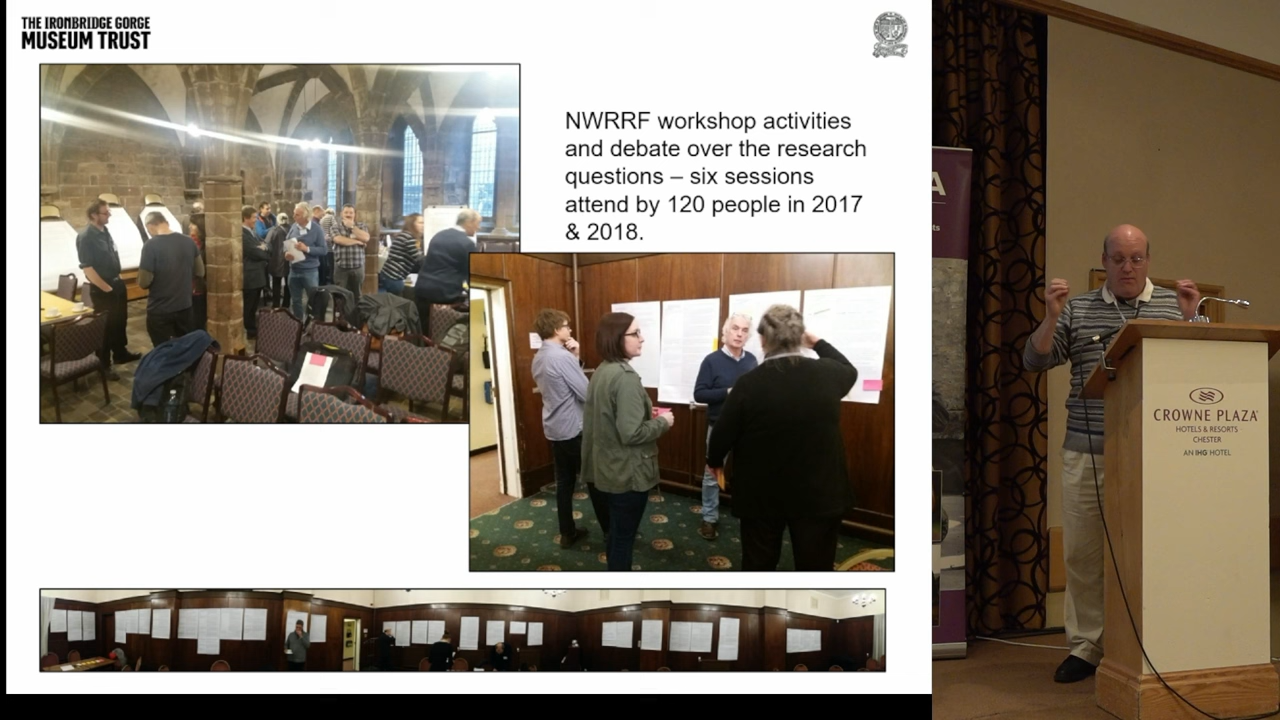 THE IRONBRIDGE GORGE
MUSEUM TRUST
NWRRF workshop activities
and debate over the research
questions – six sessions
attend by 120 people in 2017
& 2018.
A
ts
CROWNE PLAZA
HOTELS & RESORTS
CHESTER
AN IHG HOTEL